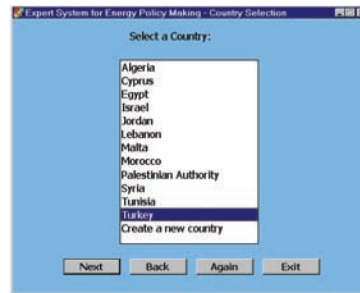 Expert System for Energy Policy Making - Country Selection
Select a Country:
Algeria
Cyprus
Egypt
Israel
Jordan
Lebanon
Malta
Morocco
Palestinian Authority
Syria
Tunisia
Turkey
Create a new country
Next Back Again Exit